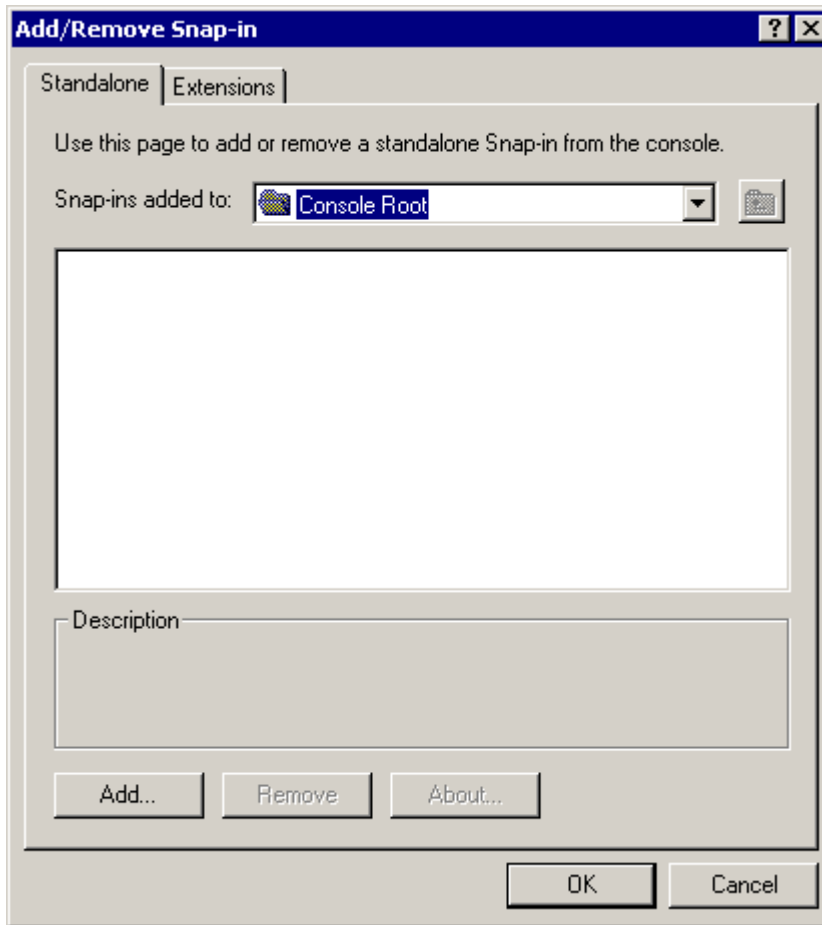 Add/Remove Snap-in
Standalone
Extensions
Use this page to add or remove a standalone Snap-in from the console.
Snap-ins added to:
Console Root
Description
Add...
Remove
About...
OK
Cancel